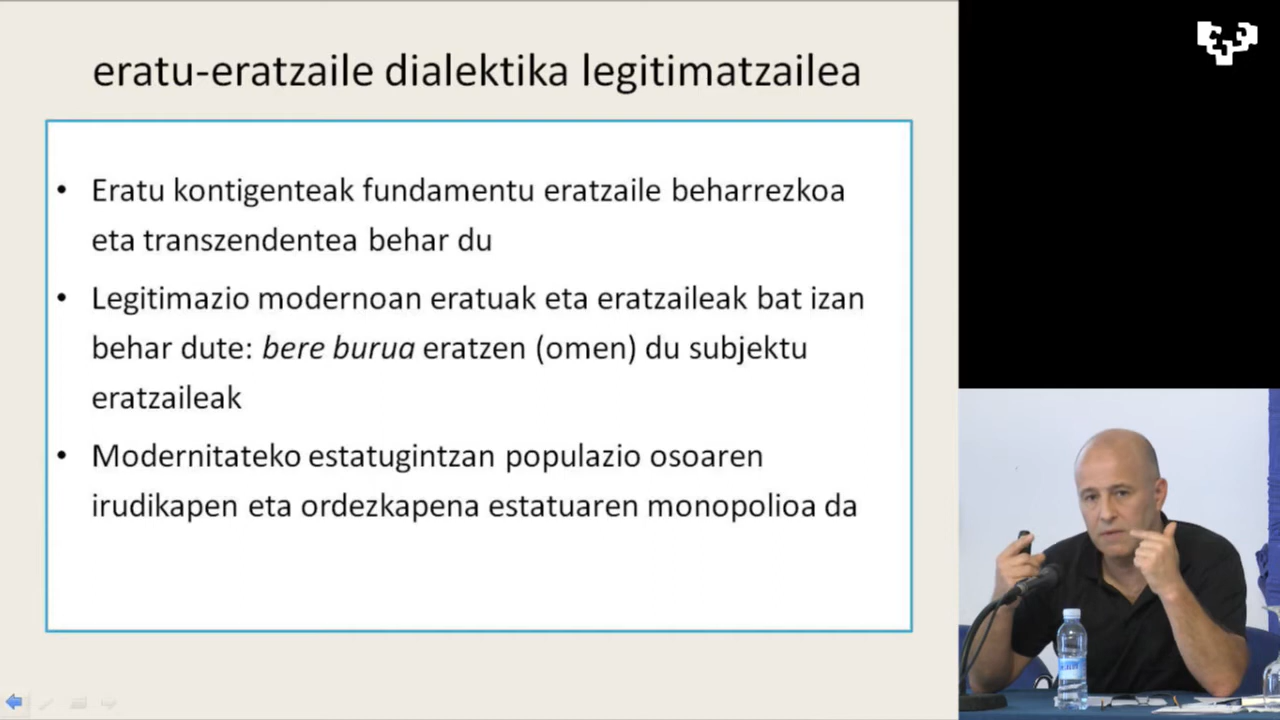 eratu-eratzaile dialektika legitimatzailea
• Eratu kontigenteak fundamentu eratzaile beharrezkoa
eta transzendentea behar du
• Legitimazio modernoan eratuak eta eratzaileak bat izan
behar dute: bere burua eratzen (omen) du subjektu
eratzaileak
• Modernitateko estatugintzan populazio osoaren
irudikapen eta ordezkapena estatuaren monopolioa da